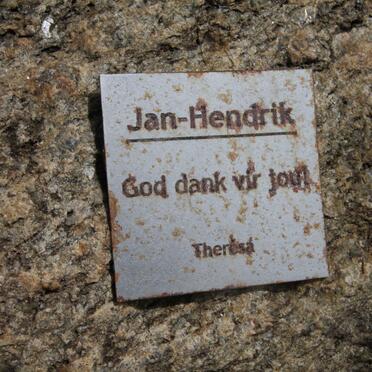 Jan-Hendrik
God dank vir jou!
Theresa